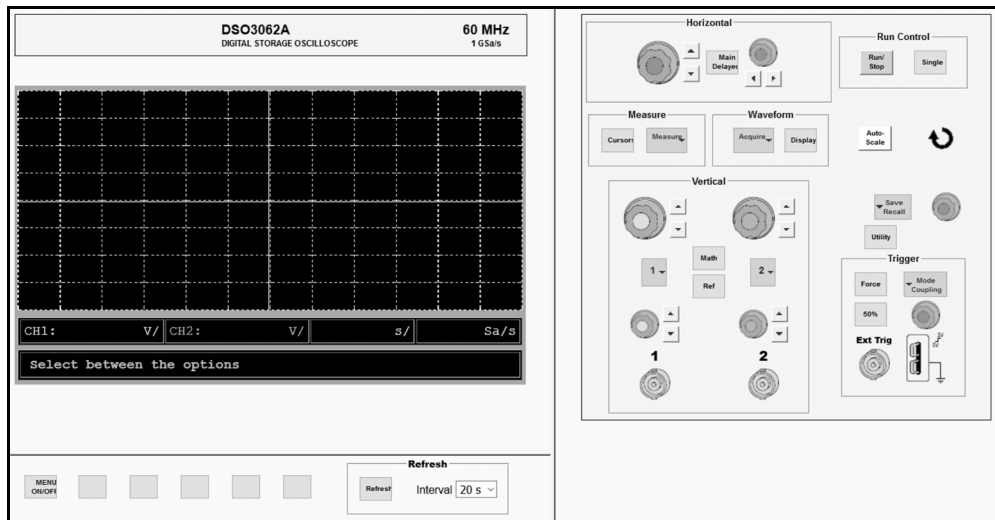 DSO3062A
60 MHz
DIGITAL STORAGE OSCILLOSCOPE
1 GSa/s
CH1: V/
CH2: V/
s/
Sa/s
Select between the options
MENU
ON/OFF
Refresh
Refresh
Interval 20 s
Horizontal
Main
Delayed
Run Control
Run/
Stop
Single
Measure
Cursors
Measure
Waveform
Acquire
Display
Auto-
Scale
Vertical
1
Math
2
Ref
1
2
Save
Recall
Utility
Trigger
Force
Mode
Coupling
50%
Ext Trig
3V
0V